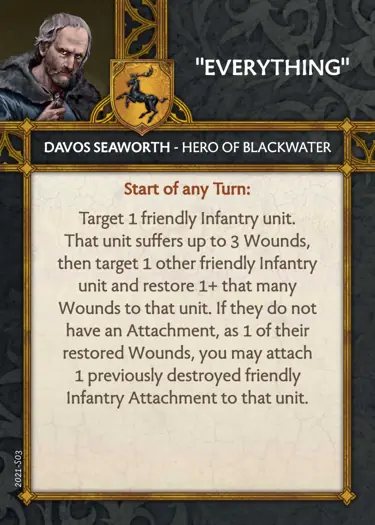 "EVERYTHING"
DAVOS SEAWORTH - HERO OF BLACKWATER
Start of any Turn:
Target 1 friendly Infantry unit.
That unit suffers up to 3 Wounds,
then target 1 other friendly Infantry
unit and restore 1+ that many
Wounds to that unit. If they do not
have an Attachment, as 1 of their
restored Wounds, you may attach
1 previously destroyed friendly
Infantry Attachment to that unit.
2021-S03